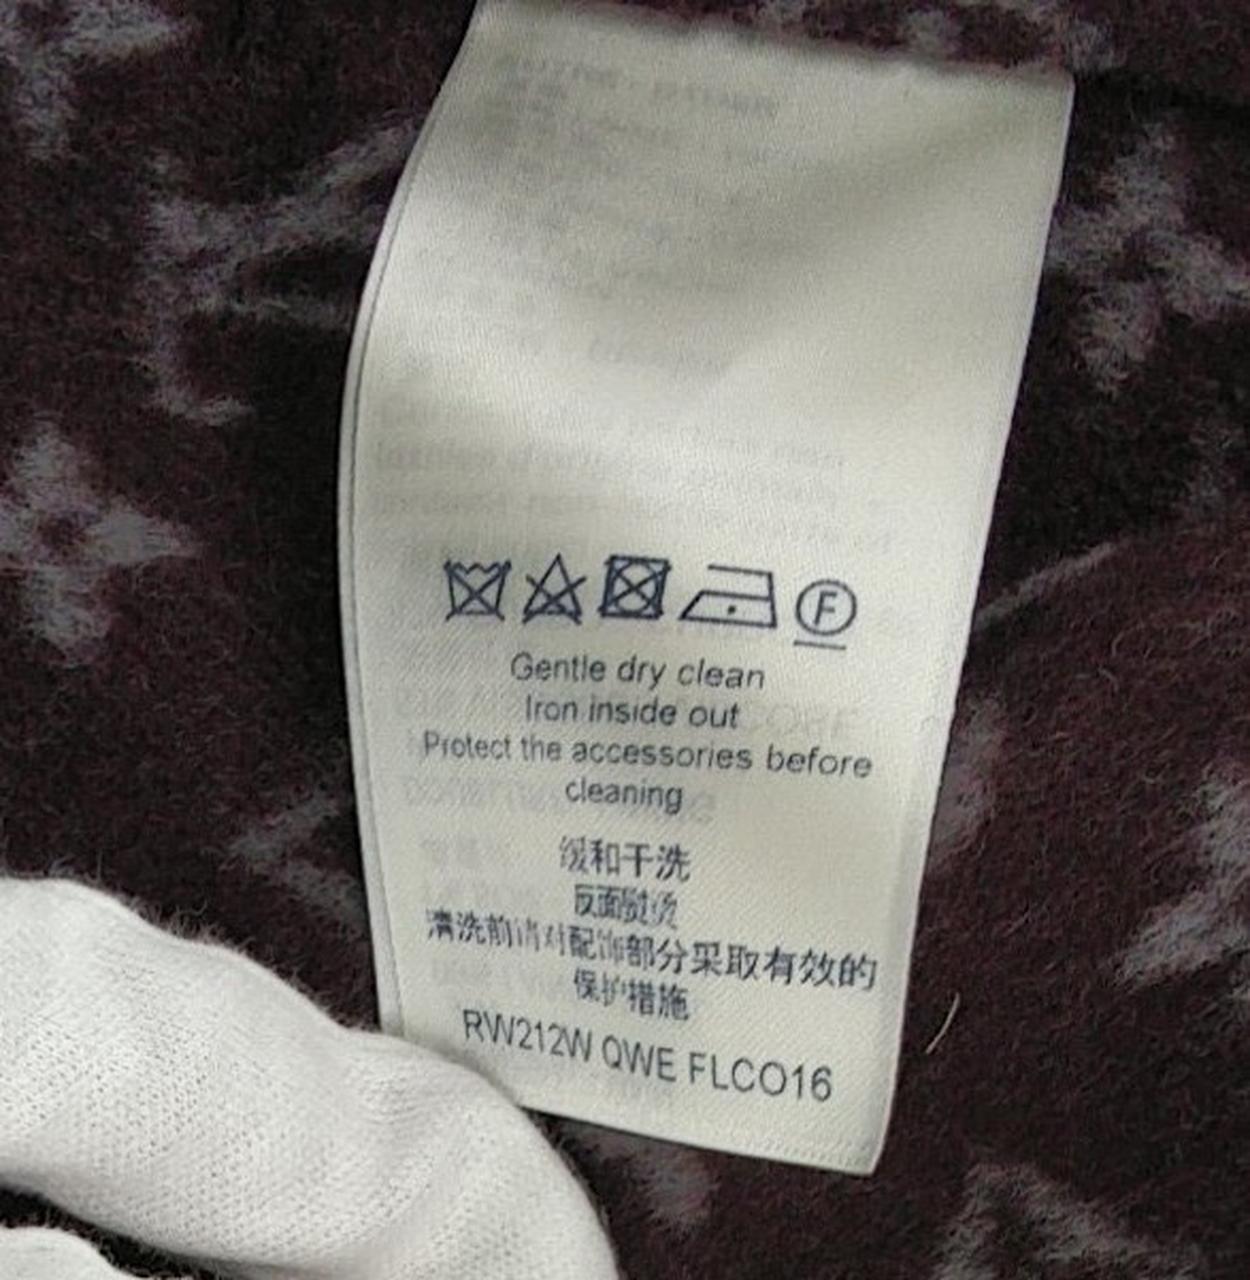 F
Gentle dry clean
Iron inside out
Protect the accessories before
cleaning
缓和干洗
反面熨烫
清洗前请对配饰部分采取有效的
保护措施
RW212W QWE FLCO16